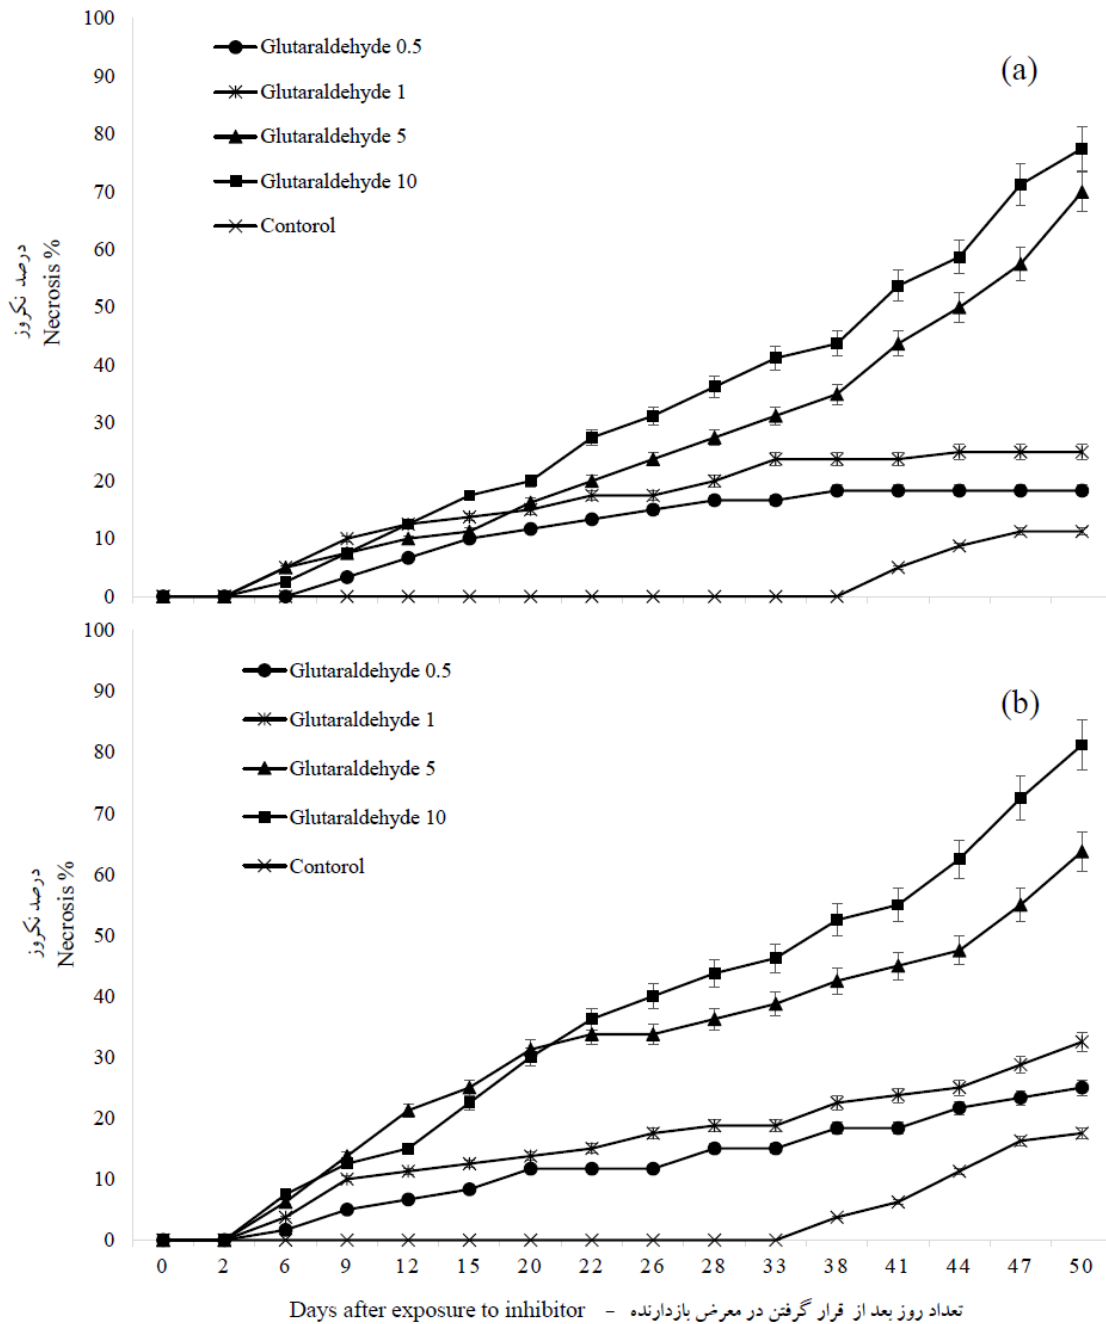 100
90
80
70
60
50
40
30
20
10
0
درصد نکروز
Necrosis %
Glutaraldehyde 0.5
Glutaraldehyde 1
Glutaraldehyde 5
Glutaraldehyde 10
Contorol
(a)
100
90
80
70
60
50
40
30
20
10
0
درصد نکروز
Necrosis %
Glutaraldehyde 0.5
Glutaraldehyde 1
Glutaraldehyde 5
Glutaraldehyde 10
Contorol
(b)
0 2 6 9 12 15 20 22 26 28 33 38 41 44 47 50
Days after exposure to inhibitor - تعداد روز بعد از قرار گرفتن در معرض بازدارنده